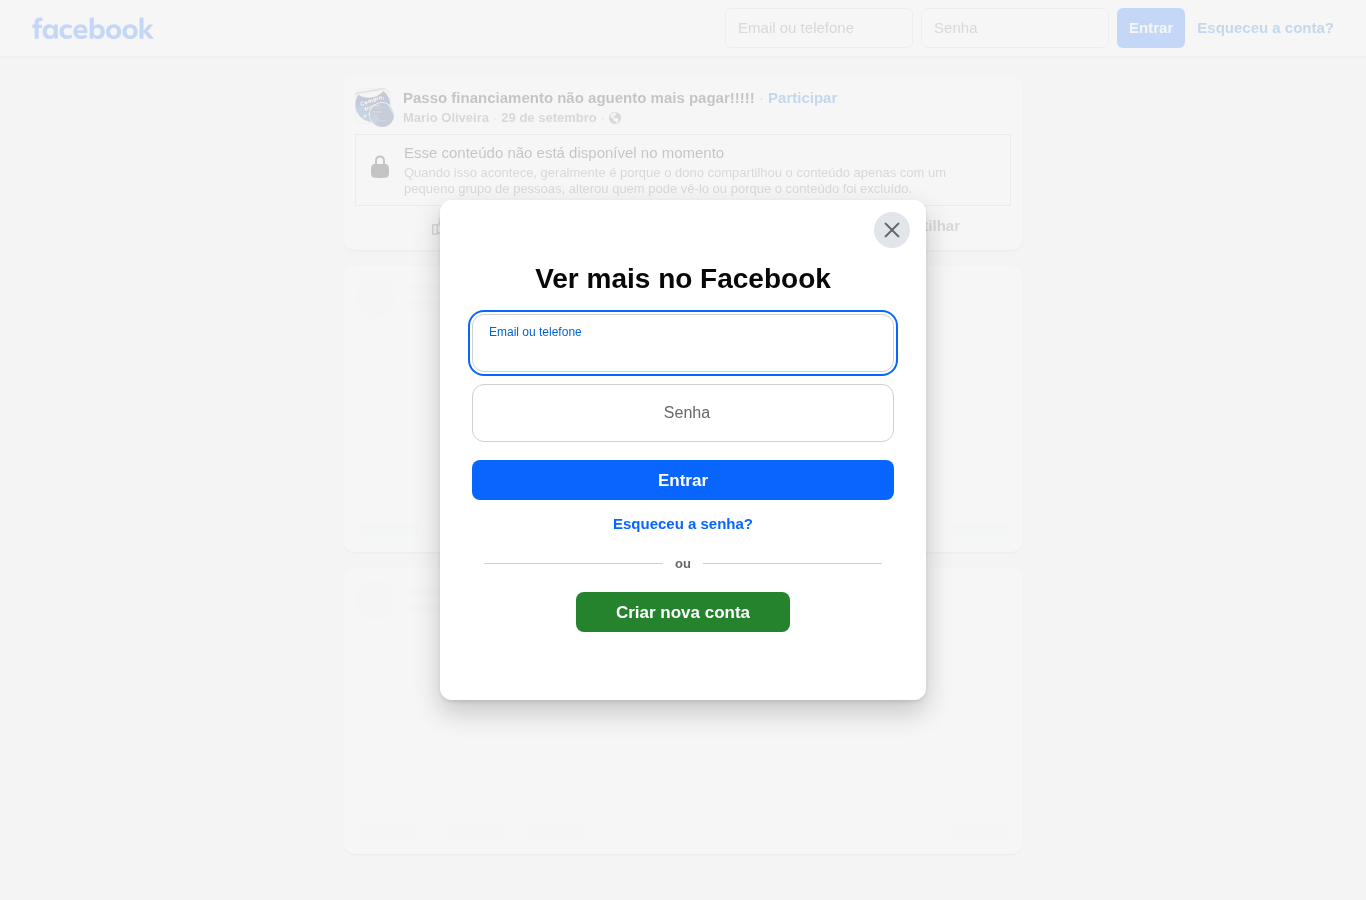 facebook
Email ou telefone
Senha
Entrar
Esqueceu a conta?
Passo financiamento não aguento mais pagar!!!!! · Participar
Mario Oliveira · 29 de setembro ·
Esse conteúdo não está disponível no momento
Quando isso acontece, geralmente é porque o dono compartilhou o conteúdo apenas com um
pequeno grupo de pessoas, alterou quem pode vê-lo ou porque o conteúdo foi excluído.
tilhar
Ver mais no Facebook
Email ou telefone
Senha
Entrar
Esqueceu a senha?
ou
Criar nova conta